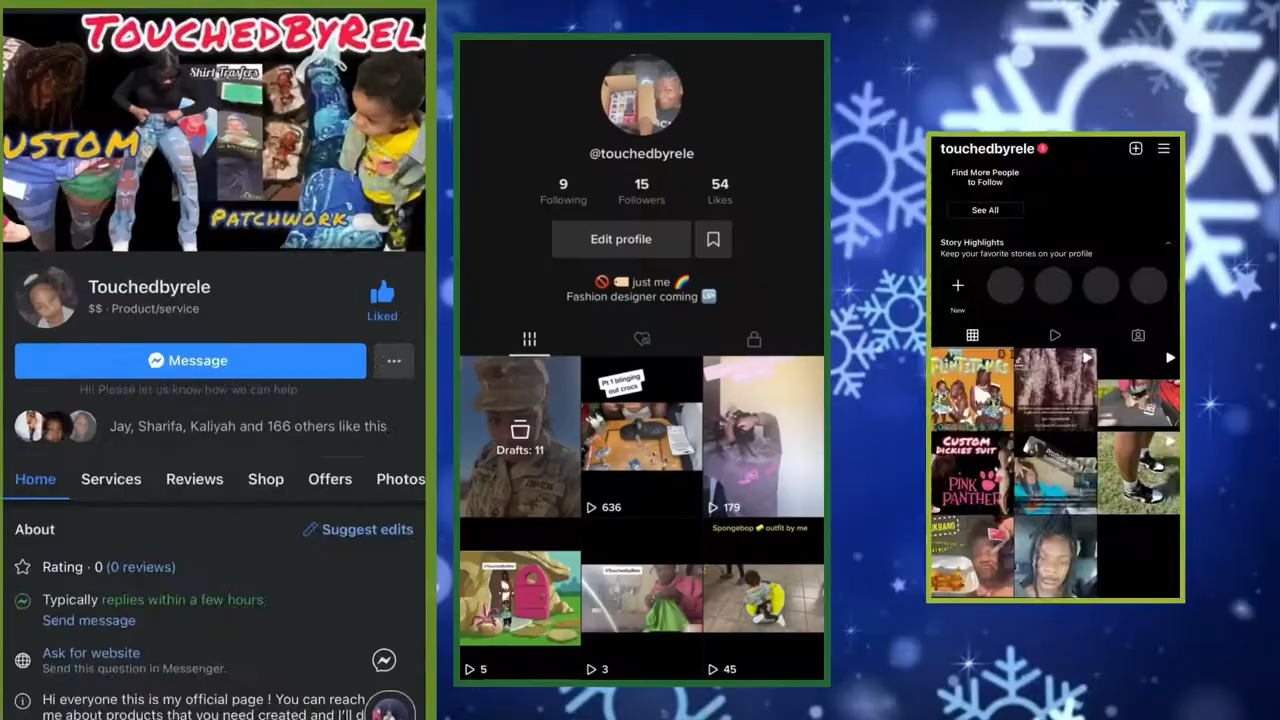 TOUCHEDBYREL
Shirt Trasfers
USTOM
PATCHWORK
Touchedbyrele
$$ · Product/service
Liked
Message
Hi! Please let us know how we can help
Jay, Sharifa, Kaliyah and 166 others like this
Home Services Reviews Shop Offers Photos
About
Suggest edits
Rating · 0 (0 reviews)
Typically replies within a few hours
Send message
Ask for website
Send this question in Messenger.
Hi everyone this is my official page ! You can reach
me about products that you need created and I'll d
@touchedbyrele
9 15 54
Following Followers Likes
Edit profile
just me
Fashion designer coming UP
Drafts: 11
Pt 1 blinging
out crocs
636
179
Spongebop outfit by me
#TouchedByRele
#TouchedByRele
5
3
45
touchedbyrele
Find More People
to Follow
See All
Story Highlights
Keep your favorite stories on your profile
New
FLINTSTONES
CUSTOM
DICKIES SUIT
PINK
PANTHER